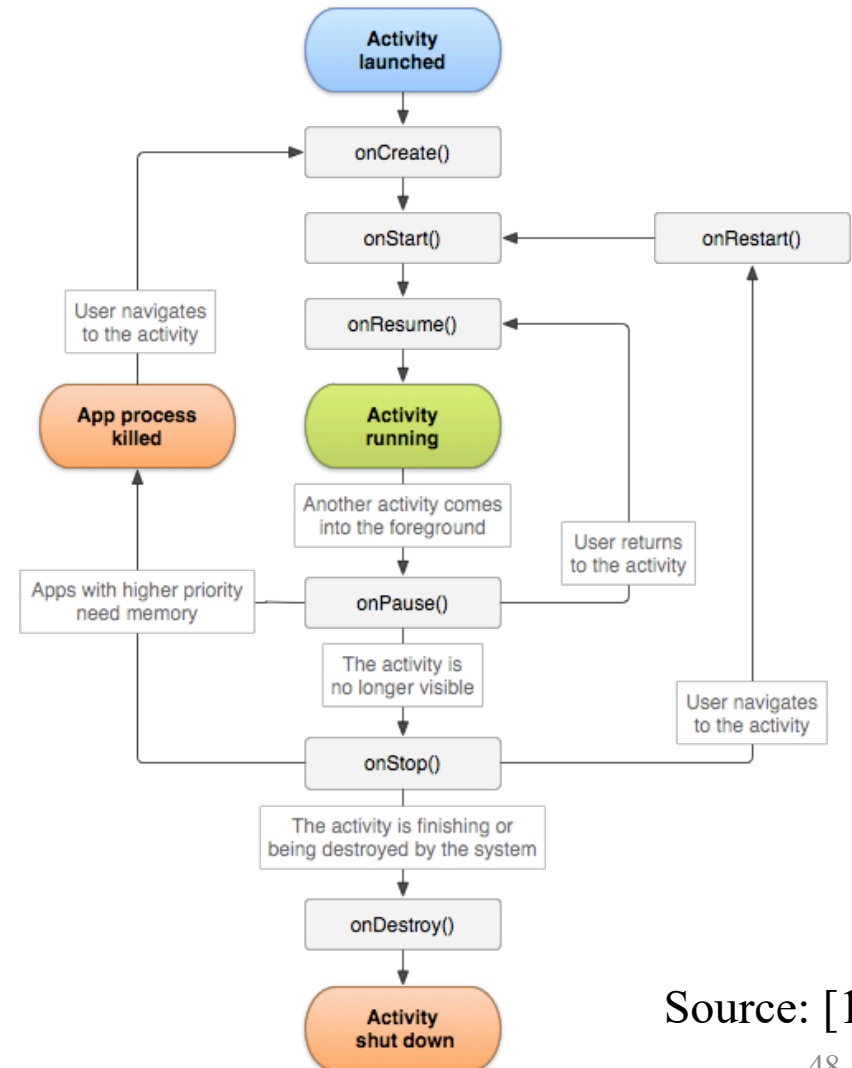 Activity
launched
onCreate()
onStart()
onRestart()
User navigates
to the activity
onResume()
App process
killed
Activity
running
Another activity comes
into the foreground
User returns
to the activity
Apps with higher priority
need memory
onPause()
The activity is
no longer visible
User navigates
to the activity
onStop()
The activity is finishing or
being destroyed by the system
onDestroy()
Activity
shut down
Source: [1
48